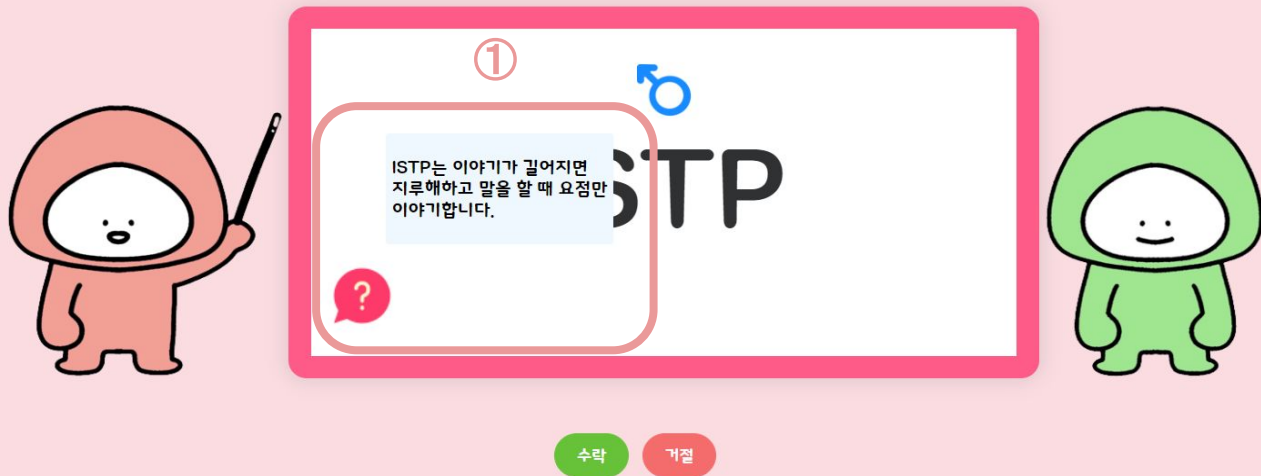 ①
STP
ISTP는 이야기가 길어지면
지루해하고 말을 할 때 요점만
이야기합니다.
?
수락
거절